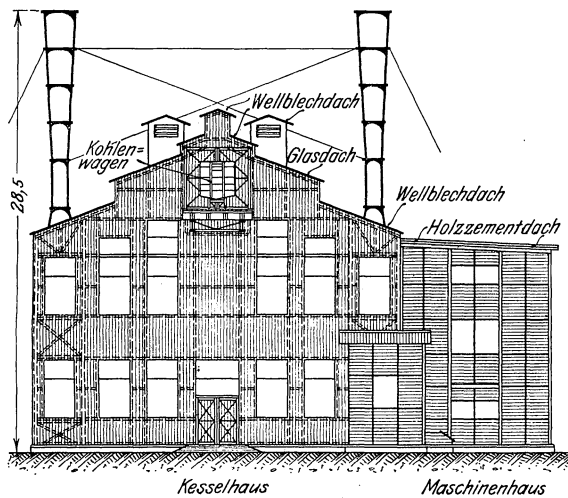 Wellblechdach
Kohlen=
wagen
Glasdach
28,5
Wellblechdach
Holzzementdach
Kesselhaus
Maschinenhaus